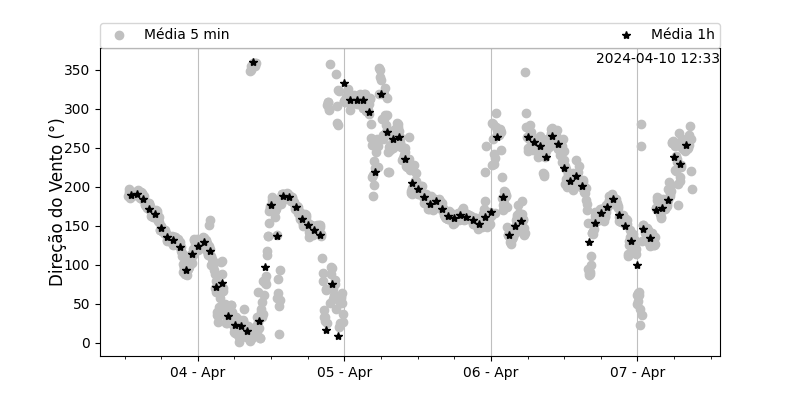 Média 5 min
Média 1h
2024-04-10 12:33
Direção do Vento (°)
350
300
250
200
150
100
50
0
04 - Apr
05 - Apr
06 - Apr
07 - Apr